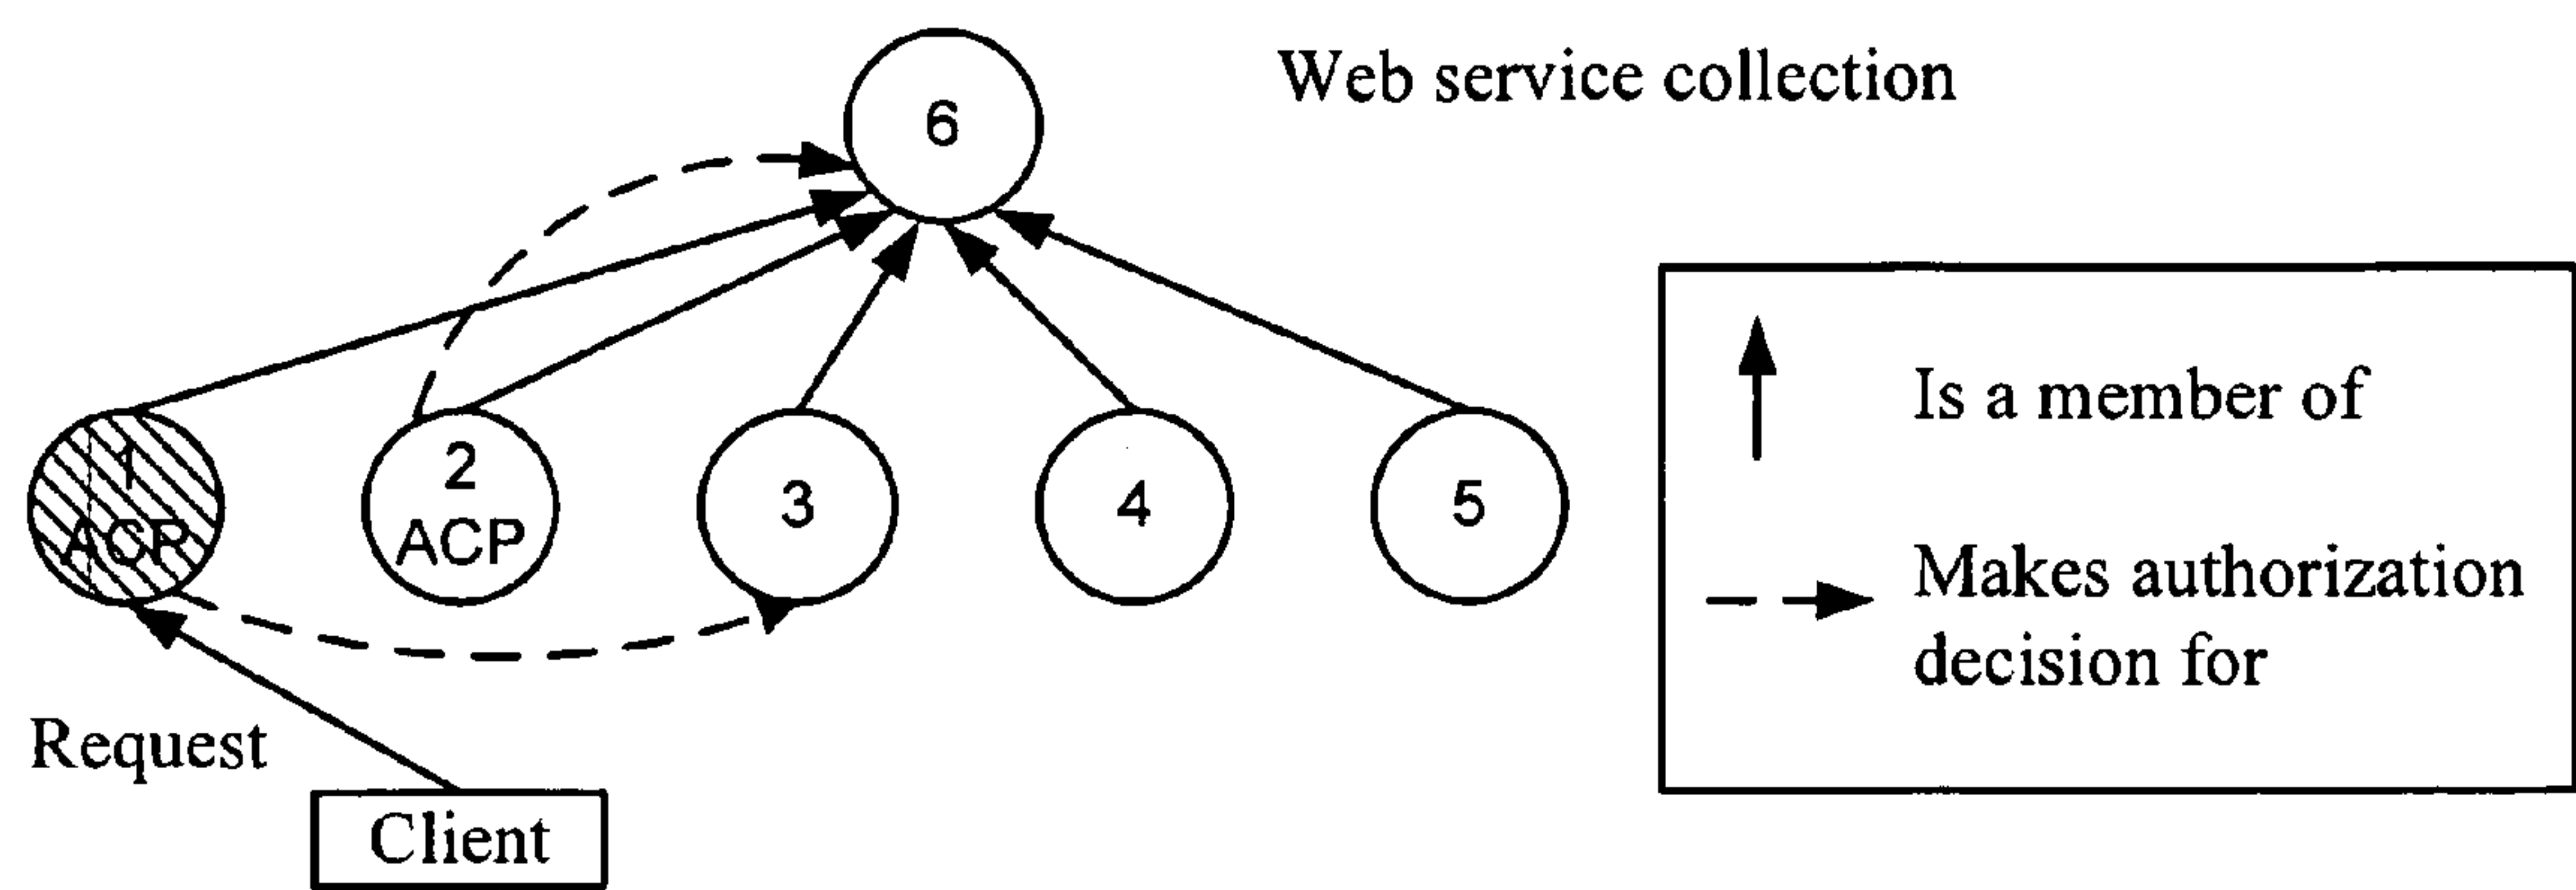 6
Web service collection
1
ACP
2
ACP
3
4
5
Is a member of
Makes authorization
decision for
Request
Client